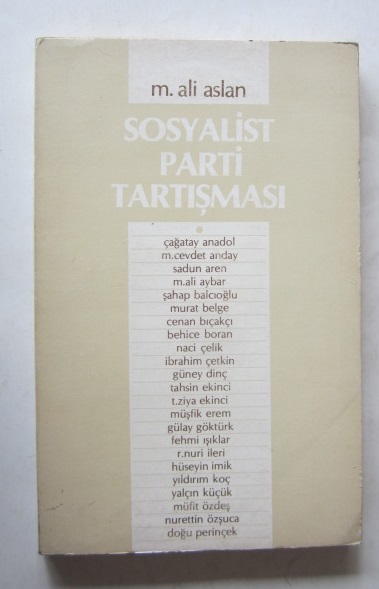 m. ali aslan
SOSYALİST
PARTİ
TARTIŞMASI
çağatay anadol
m.cevdet anday
sadun aren
m.ali aybar
şahap balcıoğlu
murat belge
cenan bıçakçı
behice boran
naci çelik
ibrahim çetkin
güney dinç
tahsin ekinci
t.ziya ekinci
müşfik erem
gülay göktürk
fehmi ışıklar
r.nuri ileri
hüseyin imik
yıldırım koç
yalçın küçük
müfit özdeş
nurettin özşuca
doğu perinçek